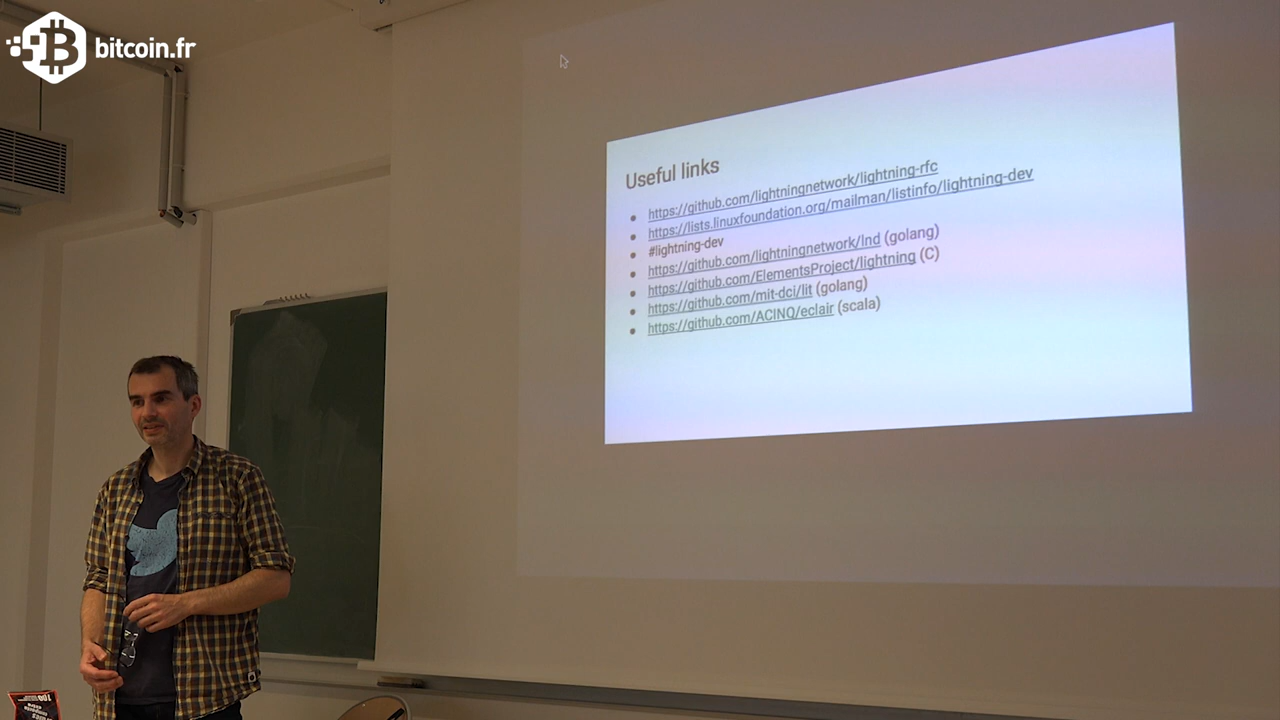 bitcoin.fr
Useful links
https://github.com/lightningnetwork/lightning-rfc
https://lists.linuxfoundation.org/mailman/listinfo/lightning-dev
#lightning-dev
https://github.com/lightningnetwork/lnd (golang)
https://github.com/ElementsProject/lightning (C)
https://github.com/mit-dci/lit (golang)
https://github.com/ACINQ/eclair (scala)
100